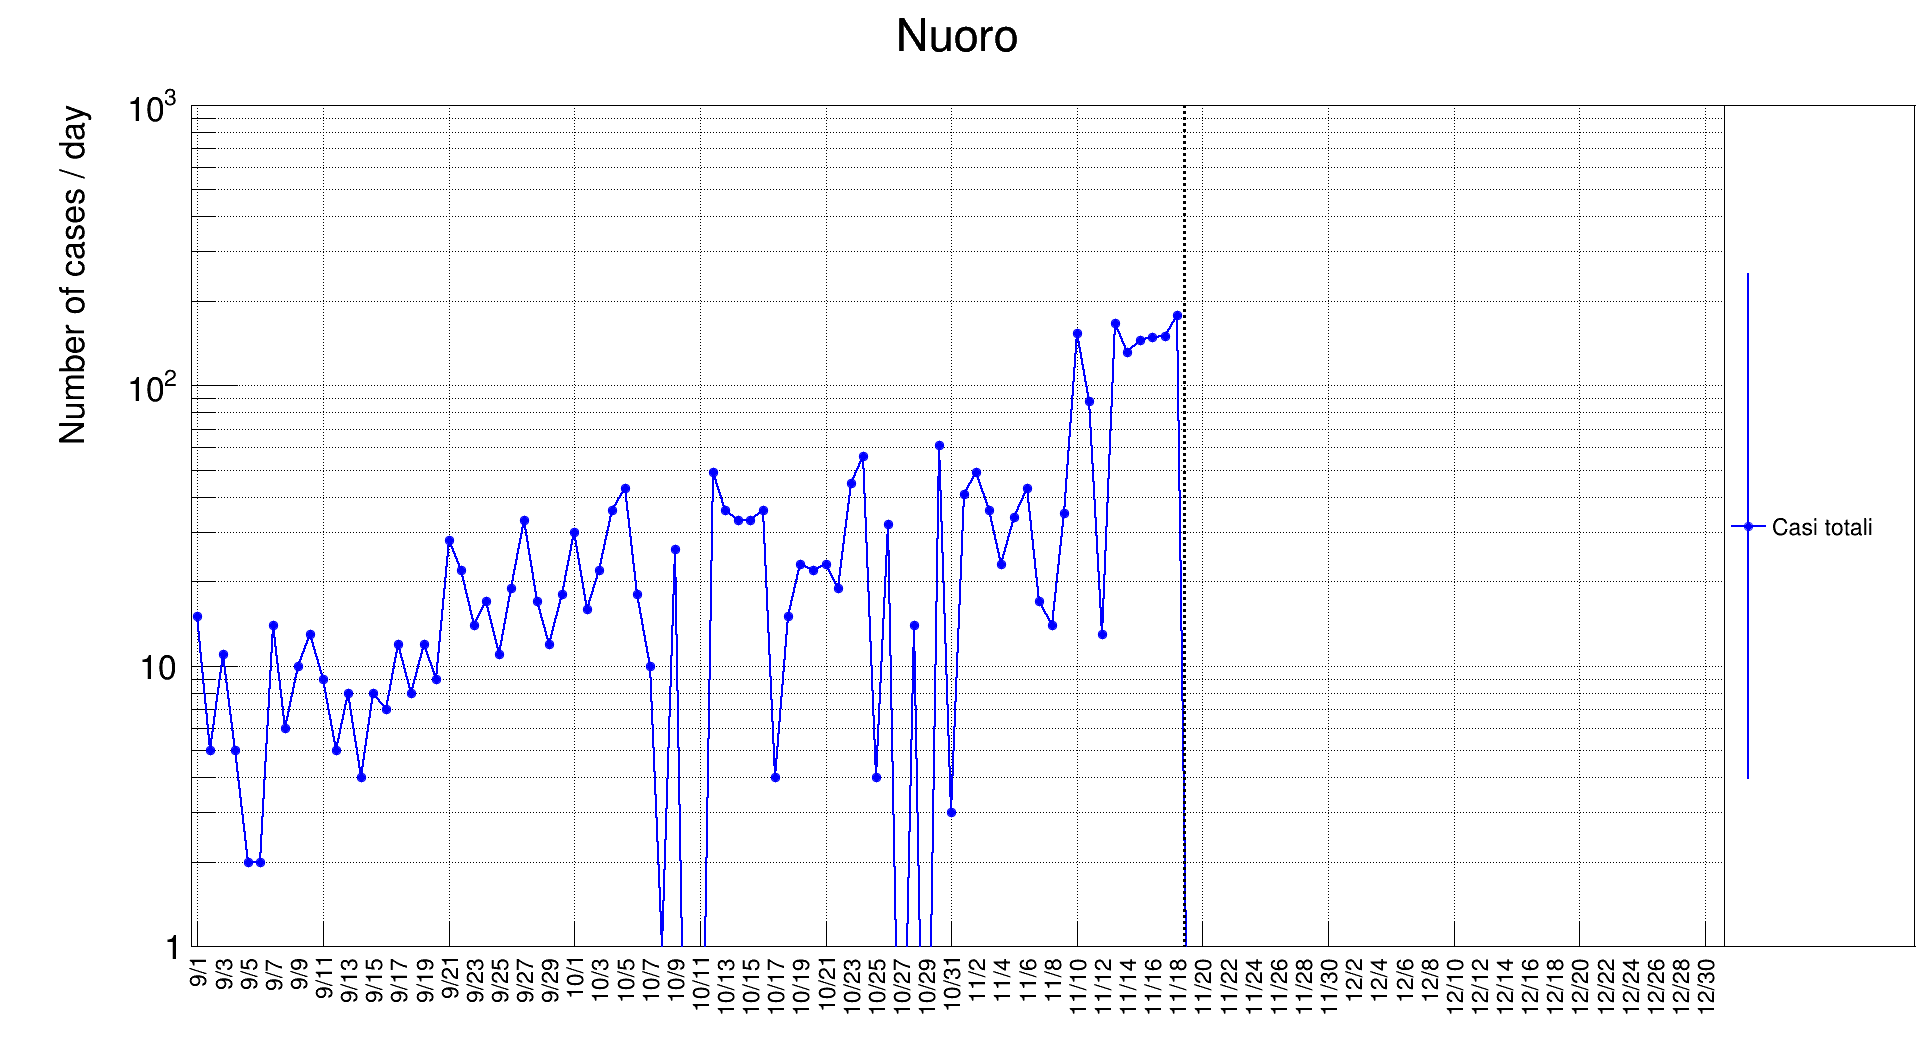 Nuoro
Number of cases / day
10³
10²
10
1
9/1 9/3 9/5 9/7 9/9 9/11 9/13 9/15 9/17 9/19 9/21 9/23 9/25 9/27 9/29 10/1 10/3 10/5 10/7 10/9 10/11 10/13 10/15 10/17 10/19 10/21 10/23 10/25 10/27 10/29 10/31 11/2 11/4 11/6 11/8 11/10 11/12 11/14 11/16 11/18 11/20 11/22 11/24 11/26 11/28 11/30 12/2 12/4 12/6 12/8 12/10 12/12 12/14 12/16 12/18 12/20 12/22 12/24 12/26 12/28 12/30
Casi totali